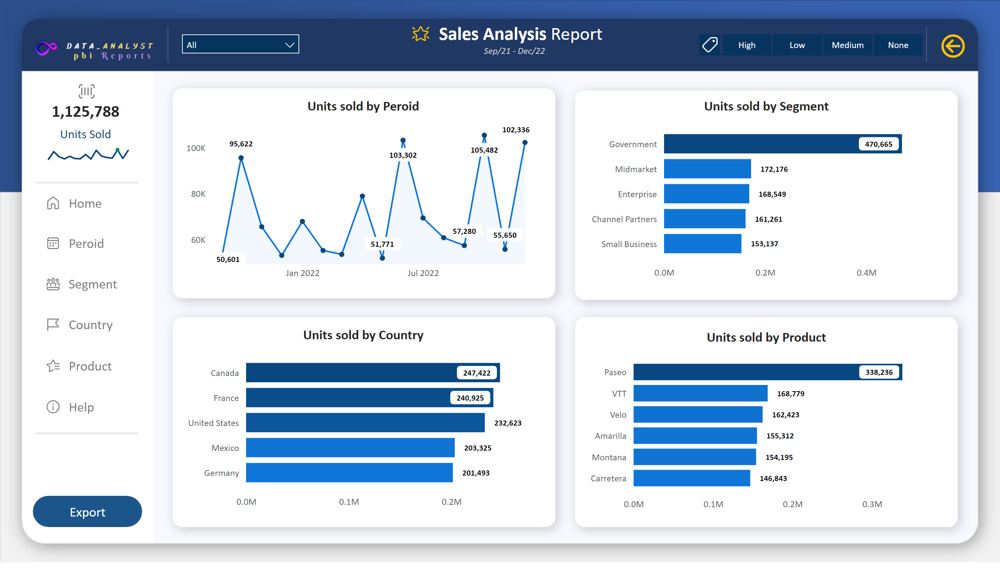 DATA_ANALYST
pbi Reports
All
Sales Analysis Report
Sep/21 - Dec/22
High
Low
Medium
None
1,125,788
Units Sold
Home
Peroid
Segment
Country
Product
Help
Export
Units sold by Peroid
100K
80K
60K
95,622
103,302
105,482
102,336
50,601
51,771
57,280
55,650
Jan 2022
Jul 2022
Units sold by Segment
Government 470,665
Midmarket 172,176
Enterprise 168,549
Channel Partners 161,261
Small Business 153,137
0.0M 0.2M 0.4M
Units sold by Country
Canada 247,422
France 240,925
United States 232,623
Mexico 203,325
Germany 201,493
0.0M 0.1M 0.2M
Units sold by Product
Paseo 338,236
VTT 168,779
Velo 162,423
Amarilla 155,312
Montana 154,195
Carretera 146,843
0.0M 0.1M 0.2M 0.3M